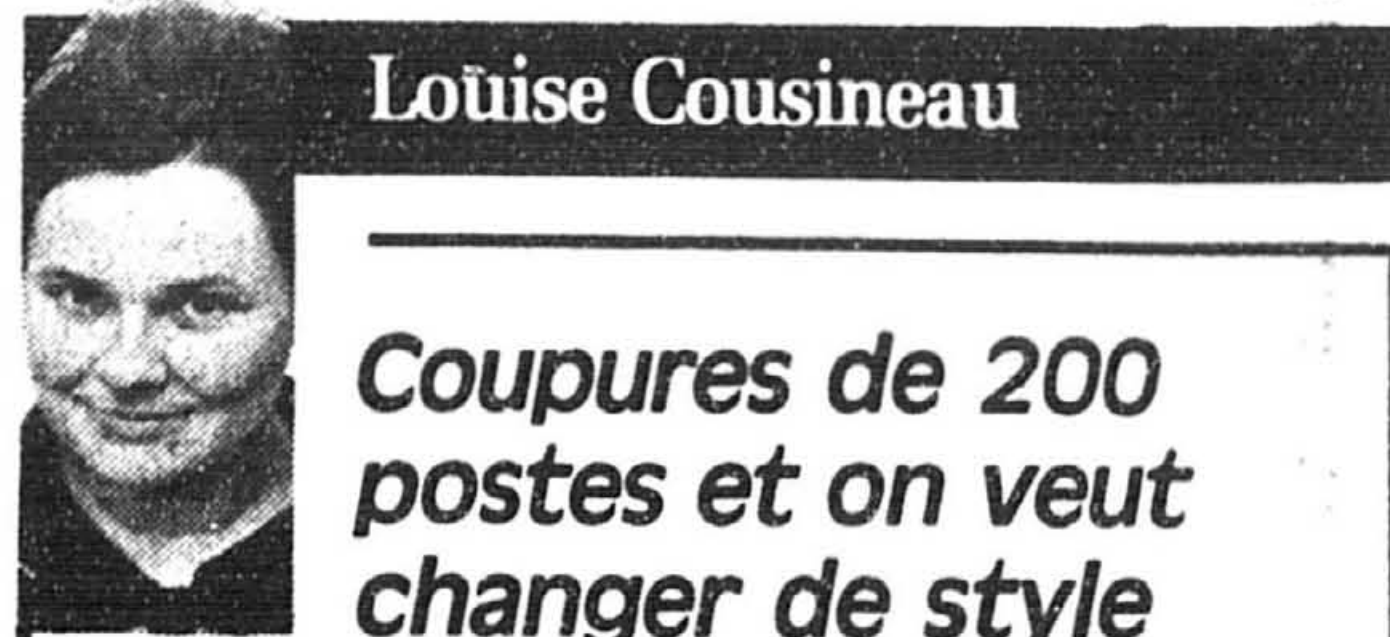 Louise Cousineau
Coupures de 200
postes et on veut
changer de style